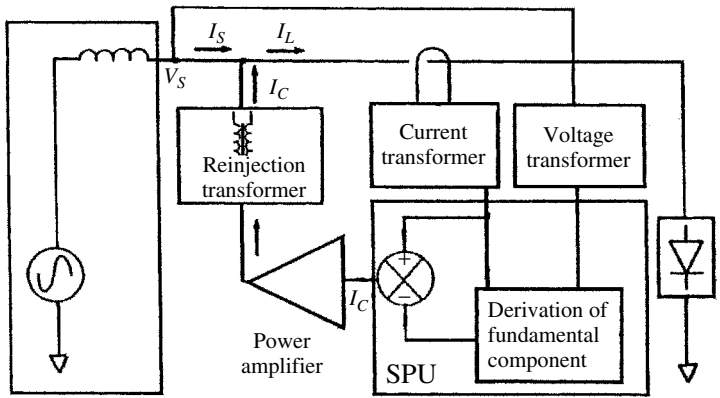 I_S
I_L
V_S
I_C
Reinjection
transformer
Current
transformer
Voltage
transformer
+
−
I_C
Derivation of
fundamental
component
Power
amplifier
SPU